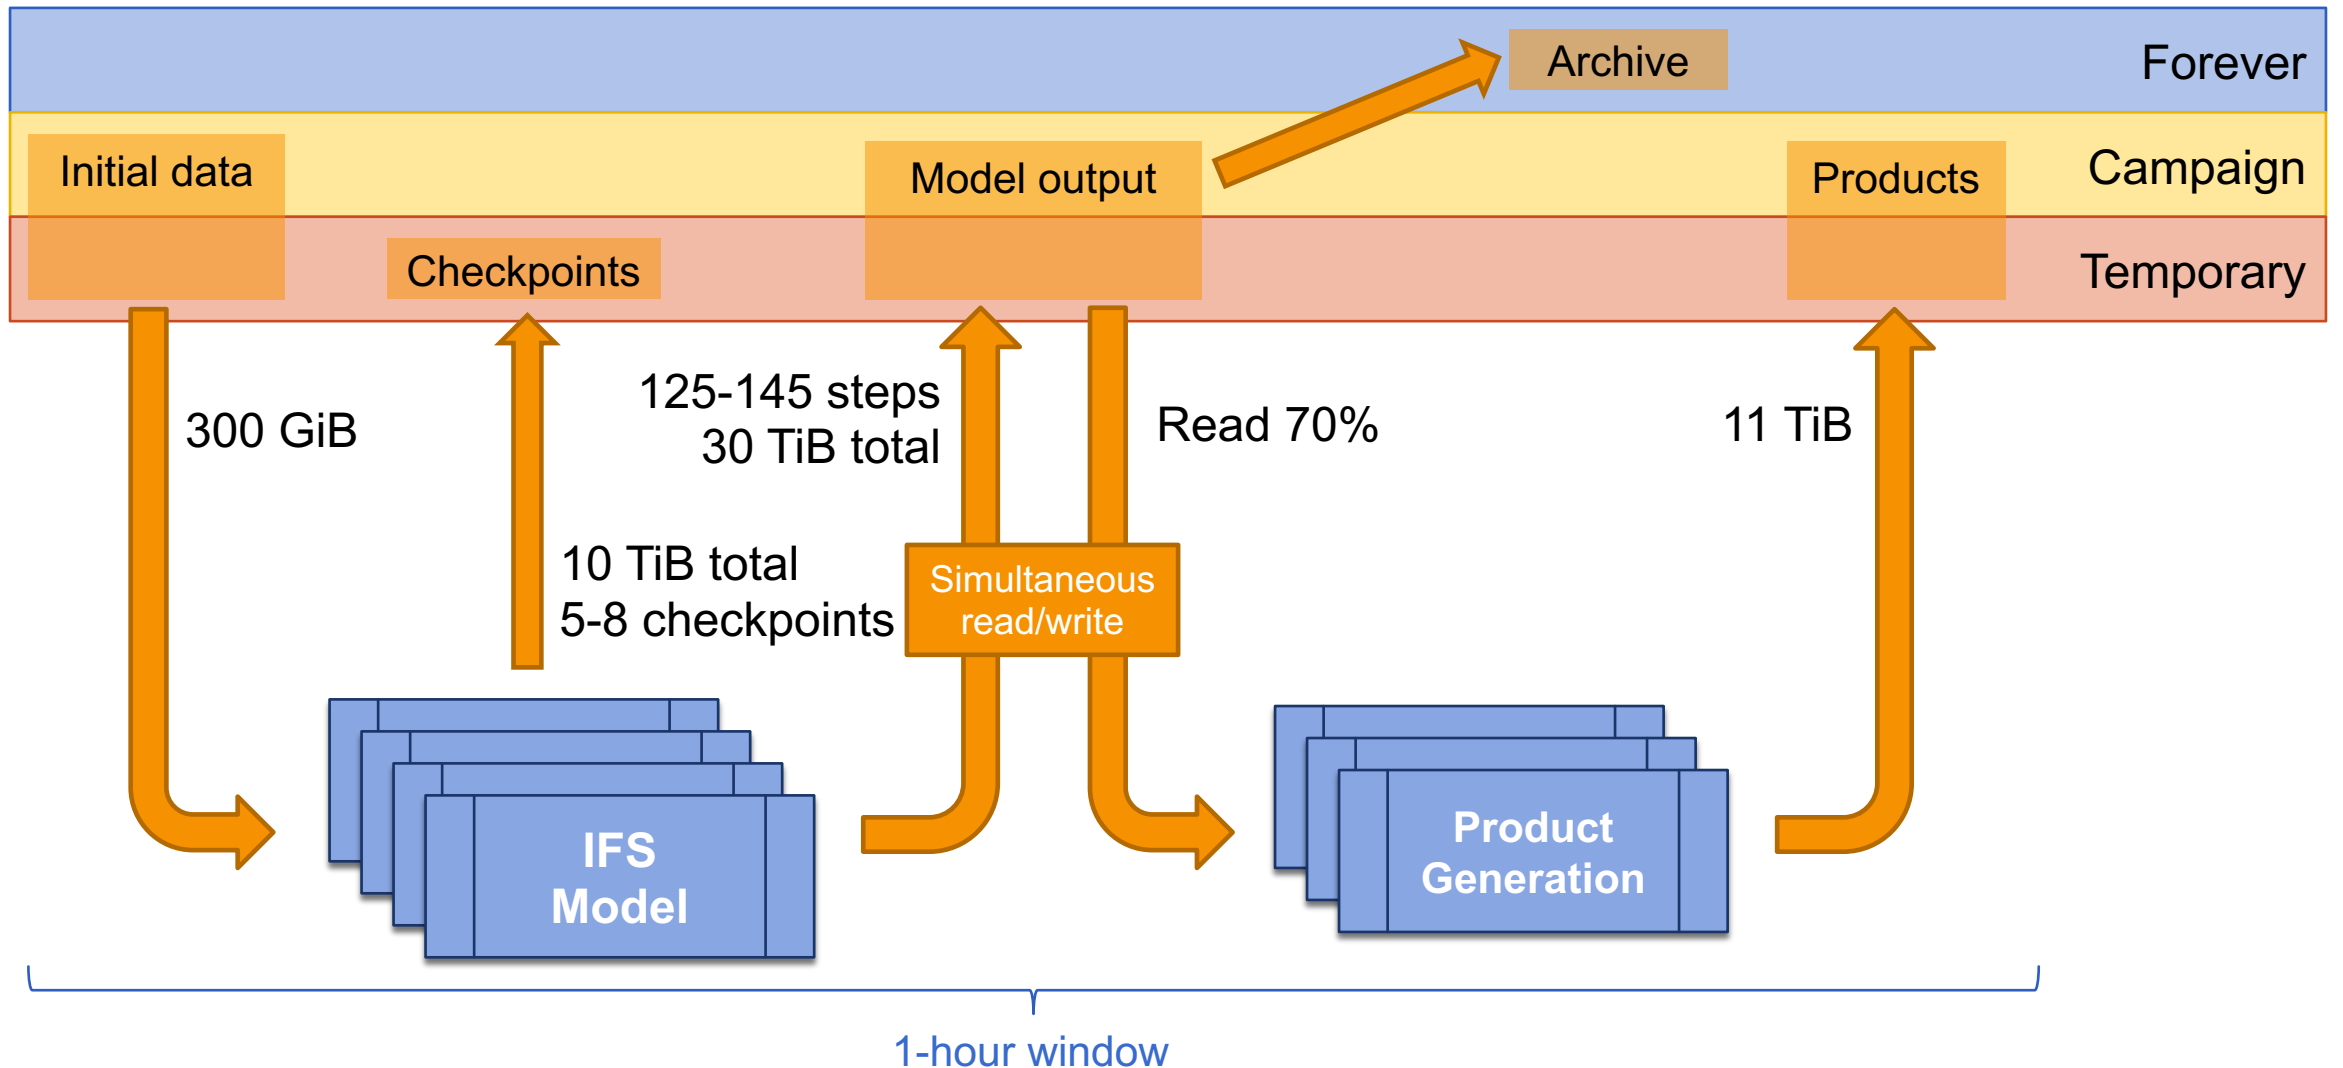 Archive
Forever
Initial data
Model output
Products
Campaign
Checkpoints
Temporary
300 GiB
125-145 steps
30 TiB total
Read 70%
11 TiB
10 TiB total
5-8 checkpoints
Simultaneous
read/write
IFS
Model
Product
Generation
1-hour window